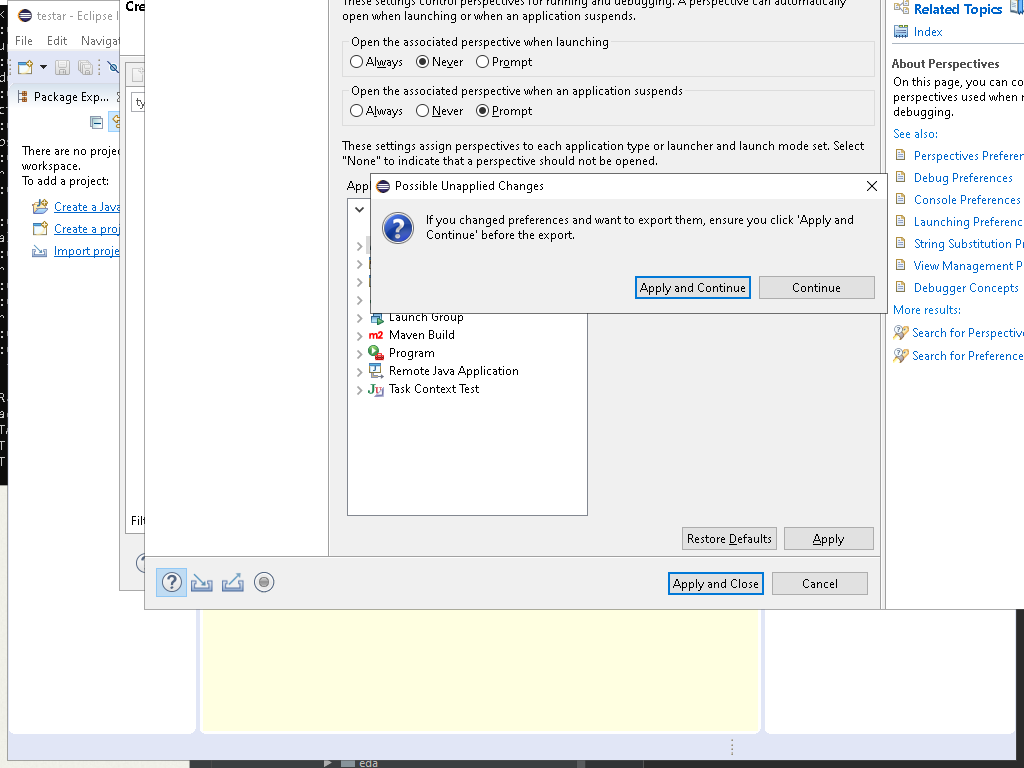 testar - Eclipse I
File Edit Navigat
Package Exp...
There are no projec
workspace.
To add a project:
Create a Java
Create a proj
Import proje
Cre
ty
Filt
These settings control perspectives for running and debugging. A perspective can automatically
open when launching or when an application suspends.
Open the associated perspective when launching
Always Never Prompt
Open the associated perspective when an application suspends
Always Never Prompt
These settings assign perspectives to each application type or launcher and launch mode set. Select
"None" to indicate that a perspective should not be opened.
Appl
Possible Unapplied Changes
If you changed preferences and want to export them, ensure you click 'Apply and
Continue' before the export.
Apply and Continue Continue
Launch Group
m2 Maven Build
Program
Remote Java Application
Ju Task Context Test
Restore Defaults Apply
Apply and Close Cancel
Related Topics
Index
About Perspectives
On this page, you can co
perspectives used when r
debugging.
See also:
Perspectives Preferen
Debug Preferences
Console Preferences
Launching Preferenc
String Substitution Pr
View Management P
Debugger Concepts
More results:
Search for Perspective
Search for Preference
eda